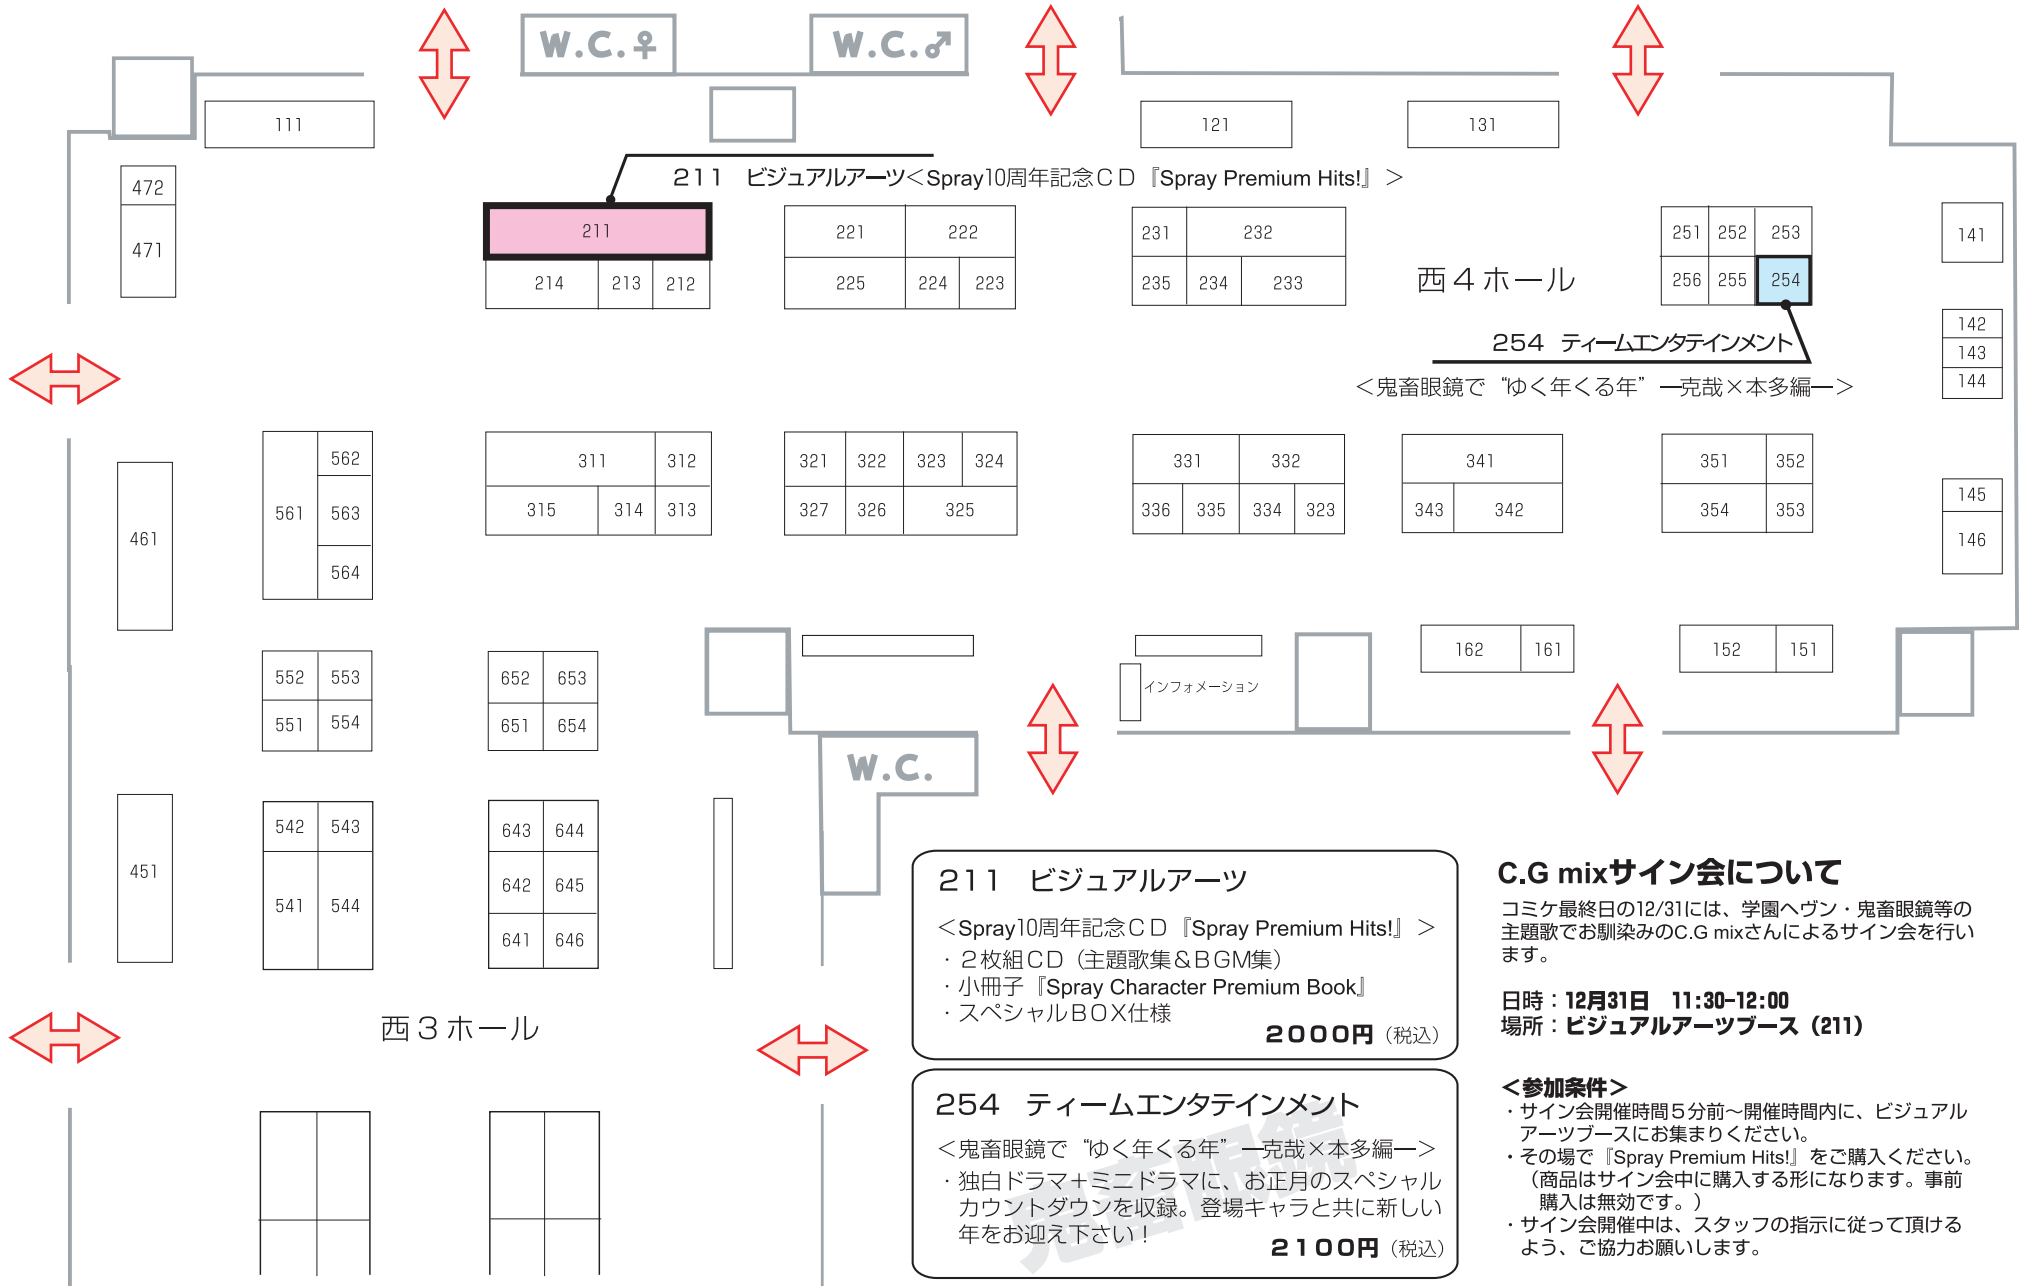 W.C.♀
W.C.♂
111
121
131
472
471
211 ビジュアルアーツ＜Spray10周年記念ＣＤ『Spray Premium Hits!』＞
211
214
213
212
221
222
225
224
223
231
232
235
234
233
西４ホール
251
252
253
256
255
254
141
142
143
144
254 ティームエンタテインメント
＜鬼畜眼鏡で“ゆく年くる年”―克哉×本多編―＞
461
561
562
563
564
311
312
315
314
313
321
322
323
324
327
326
325
331
332
336
335
334
323
341
343
342
351
352
354
353
145
146
552
553
551
554
652
653
651
654
インフォメーション
162
161
152
151
W.C.
451
542
543
541
544
643
644
642
645
641
646
西３ホール
211 ビジュアルアーツ
＜Spray10周年記念ＣＤ『Spray Premium Hits!』＞
・２枚組ＣＤ（主題歌集＆ＢＧＭ集）
・小冊子『Spray Character Premium Book』
・スペシャルＢＯＸ仕様
2000円（税込）
254 ティームエンタテインメント
鬼畜眼鏡
＜鬼畜眼鏡で“ゆく年くる年”―克哉×本多編―＞
・独白ドラマ＋ミニドラマに、お正月のスペシャル
カウントダウンを収録。登場キャラと共に新しい
年をお迎え下さい！
2100円（税込）
C.G mixサイン会について
コミケ最終日の12/31には、学園ヘヴン・鬼畜眼鏡等の
主題歌でお馴染みのC.G mixさんによるサイン会を行い
ます。
日時：12月31日 11:30-12:00
場所：ビジュアルアーツブース（211）
＜参加条件＞
・サイン会開催時間５分前～開催時間内に、ビジュアル
アーツブースにお集まりください。
・その場で『Spray Premium Hits!』をご購入ください。
（商品はサイン会中に購入する形になります。事前
購入は無効です。）
・サイン会開催中は、スタッフの指示に従って頂ける
よう、ご協力お願いします。